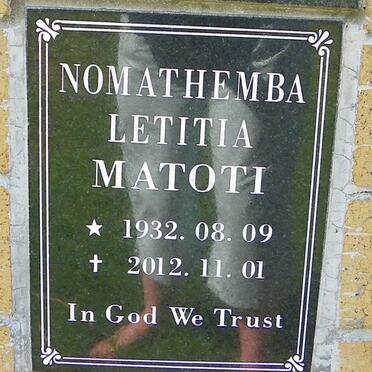 NOMATHEMBA
LETITIA
MATOTI
★ 1932. 08. 09
✝ 2012. 11. 01
In God We Trust